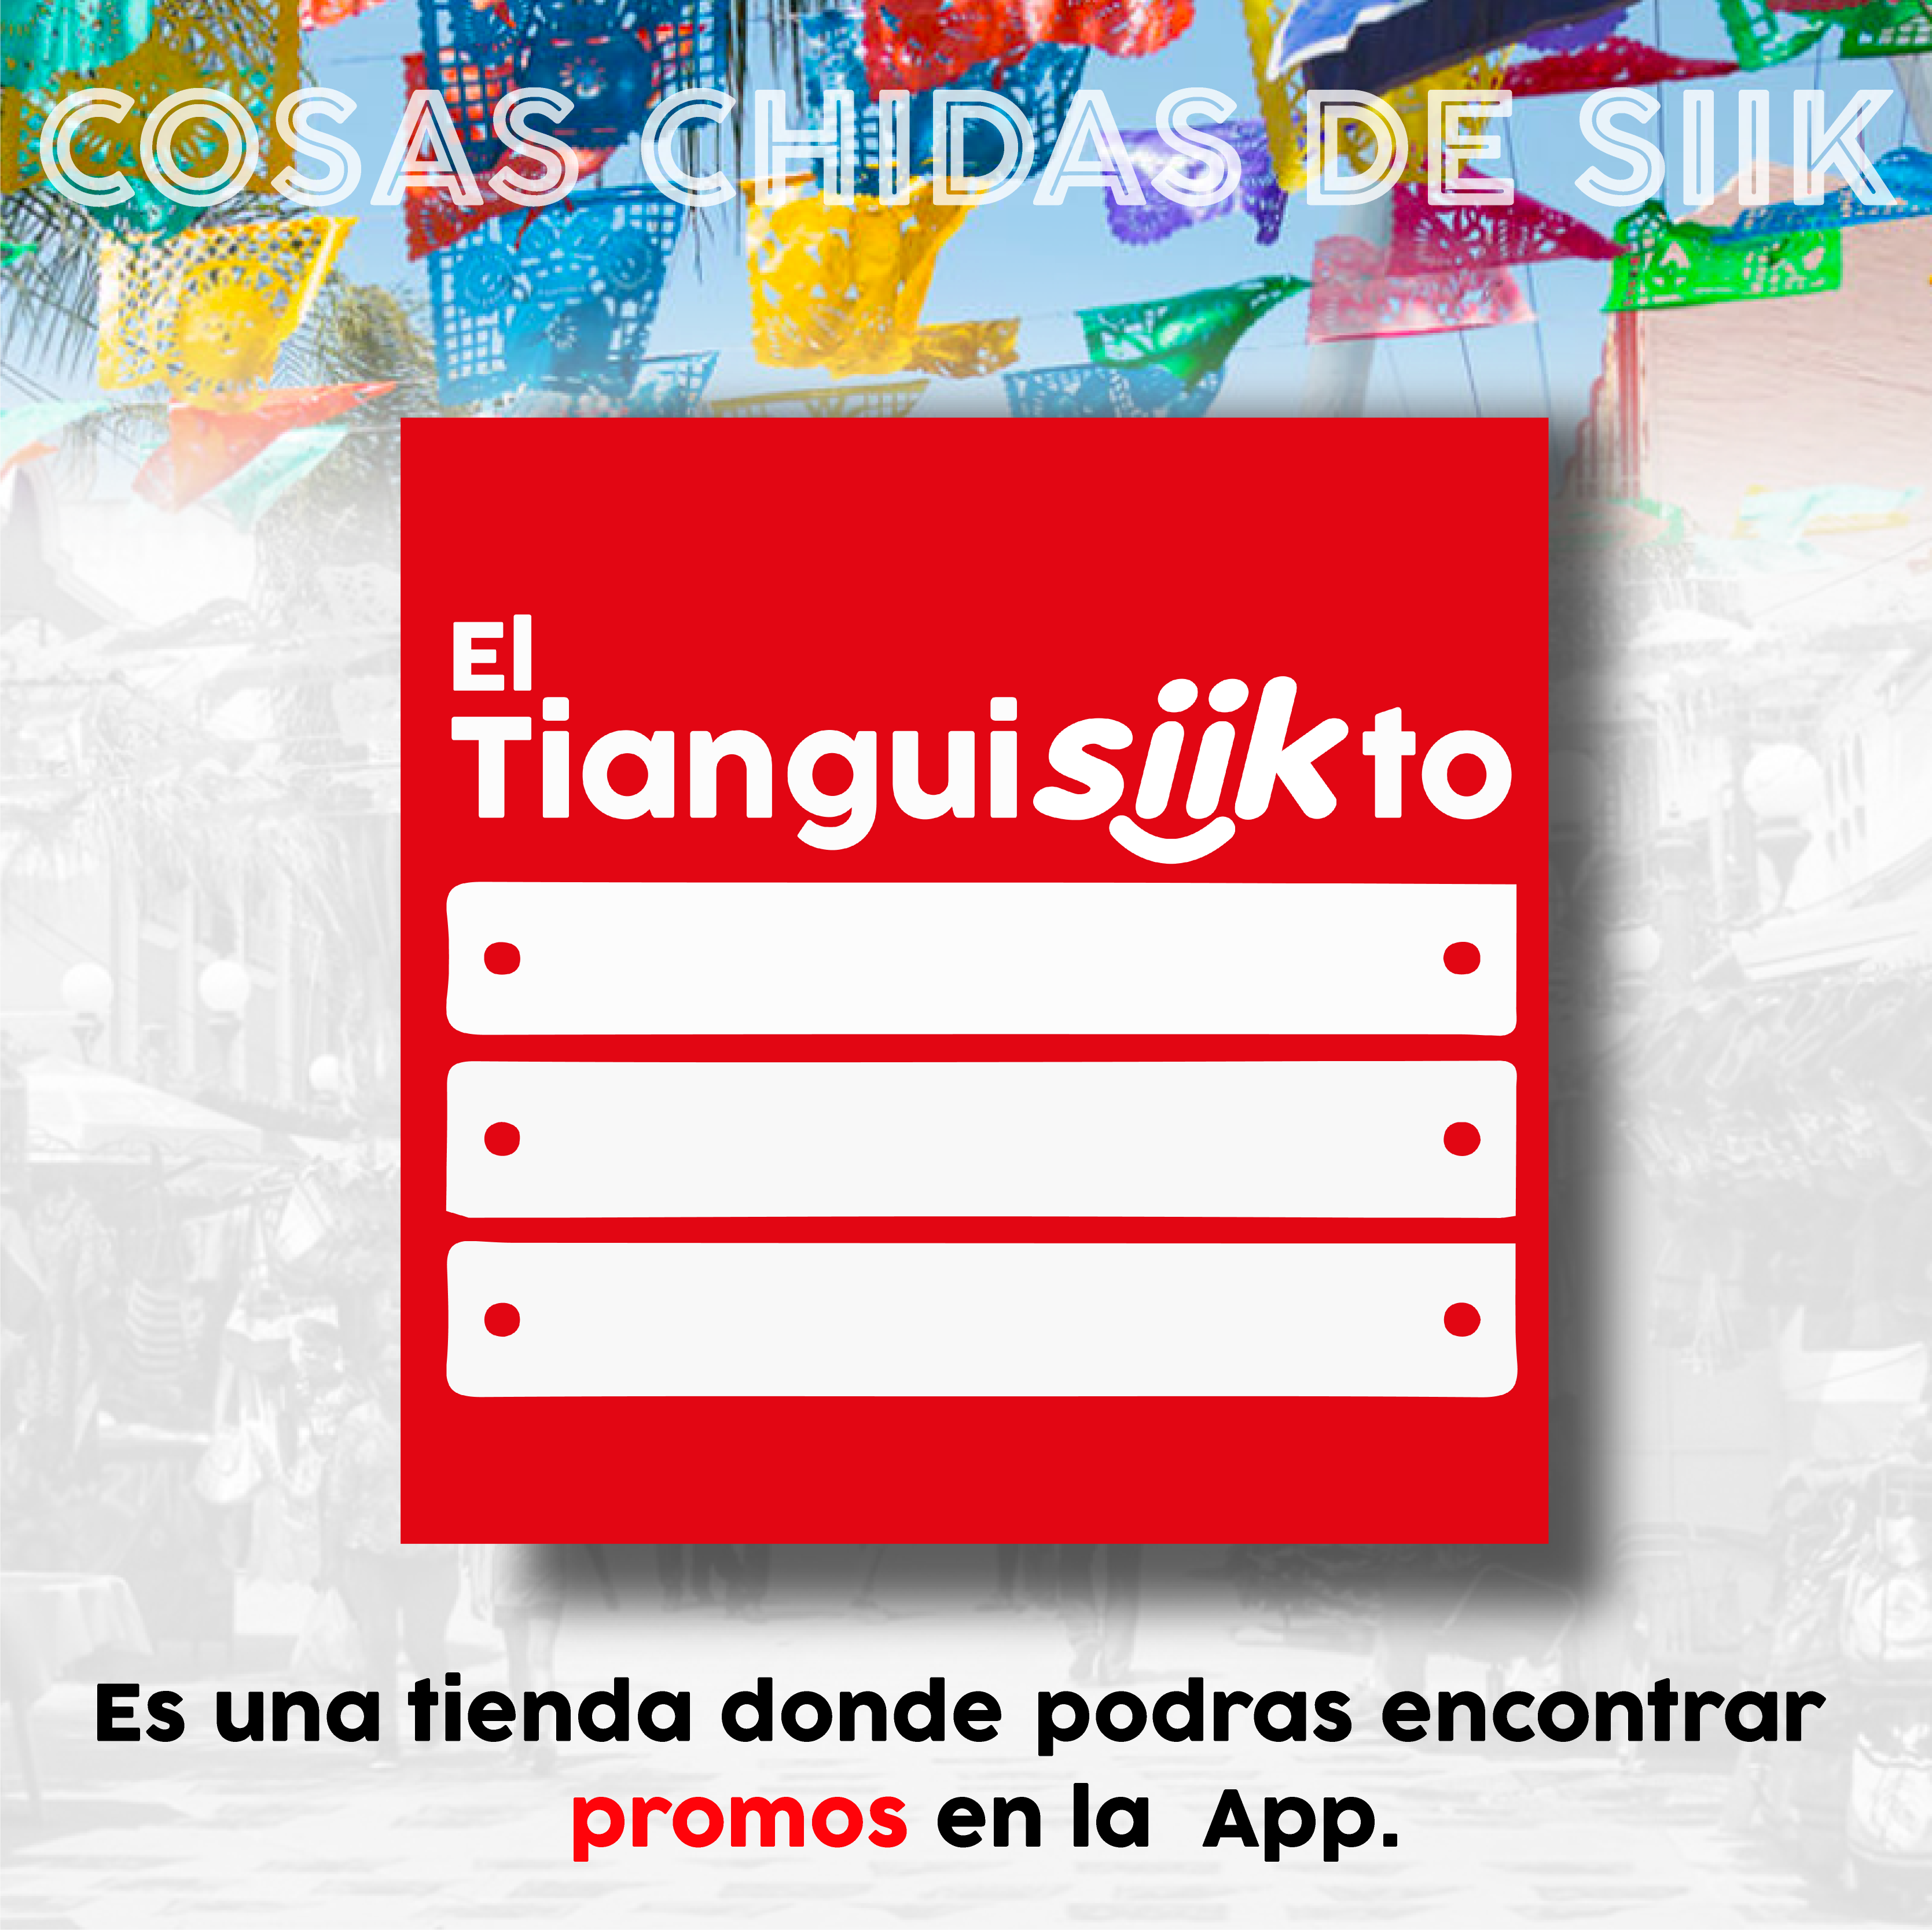 COSAS CHIDAS DE SIIK
El
Tianguisiikto
Es una tienda donde podras encontrar
promos en la App.